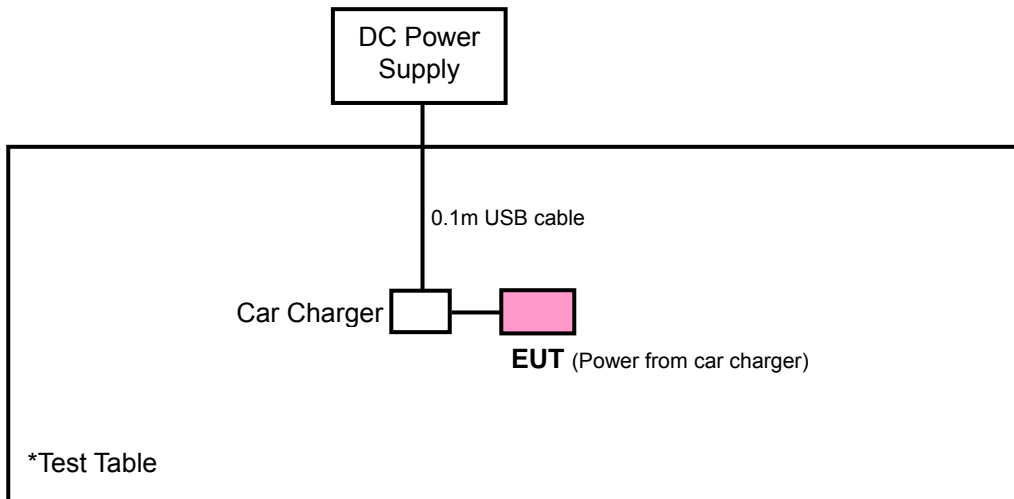 DC Power
Supply
0.1m USB cable
Car Charger
EUT (Power from car charger)
*Test Table